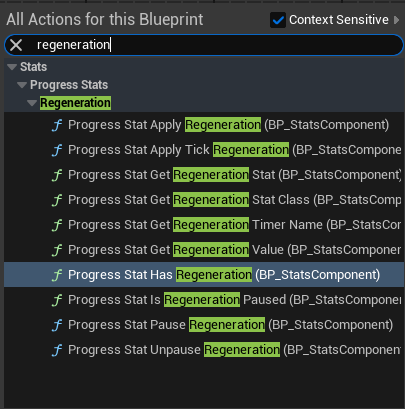 All Actions for this Blueprint
Context Sensitive
regeneration
Stats
Progress Stats
Regeneration
Progress Stat Apply Regeneration (BP_StatsComponent)
Progress Stat Apply Tick Regeneration (BP_StatsCompone
Progress Stat Get Regeneration Stat (BP_StatsComponent)
Progress Stat Get Regeneration Stat Class (BP_StatsComp
Progress Stat Get Regeneration Timer Name (BP_StatsCor
Progress Stat Get Regeneration Value (BP_StatsComponer
Progress Stat Has Regeneration (BP_StatsComponent)
Progress Stat Is Regeneration Paused (BP_StatsComponer
Progress Stat Pause Regeneration (BP_StatsComponent)
Progress Stat Unpause Regeneration (BP_StatsComponen